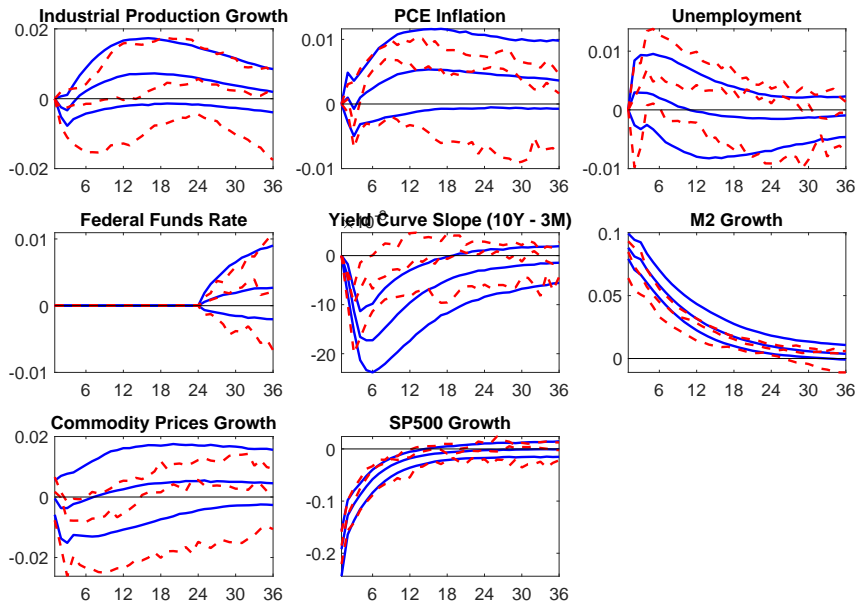 Industrial Production Growth
PCE Inflation
Unemployment
0.02
0
-0.02
6 12 18 24 30 36
0.01
0
-0.01
6 12 18 24 30 36
0.01
0
-0.01
6 12 18 24 30 36
Federal Funds Rate
Yield Curve Slope (10Y - 3M)
M2 Growth
0.01
0
-0.01
6 12 18 24 30 36
0
-10
-20
6 12 18 24 30 36
0.1
0.05
0
6 12 18 24 30 36
Commodity Prices Growth
SP500 Growth
0.02
0
-0.02
6 12 18 24 30 36
0
-0.1
-0.2
6 12 18 24 30 36